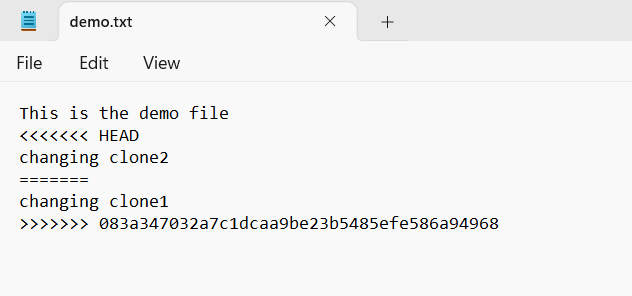 demo.txt
File Edit View
This is the demo file
<<<<<<< HEAD
changing clone2
=======
changing clone1
>>>>>>> 083a347032a7c1dcaa9be23b5485efe586a94968